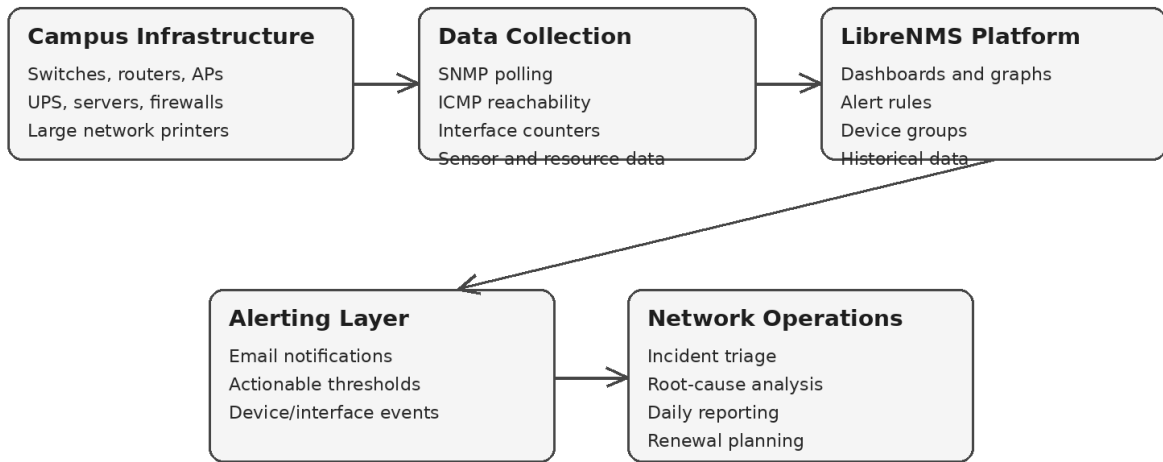 Campus Infrastructure
Switches, routers, APs
UPS, servers, firewalls
Large network printers
Data Collection
SNMP polling
ICMP reachability
Interface counters
Sensor and resource data
LibreNMS Platform
Dashboards and graphs
Alert rules
Device groups
Historical data
Alerting Layer
Email notifications
Actionable thresholds
Device/interface events
Network Operations
Incident triage
Root-cause analysis
Daily reporting
Renewal planning